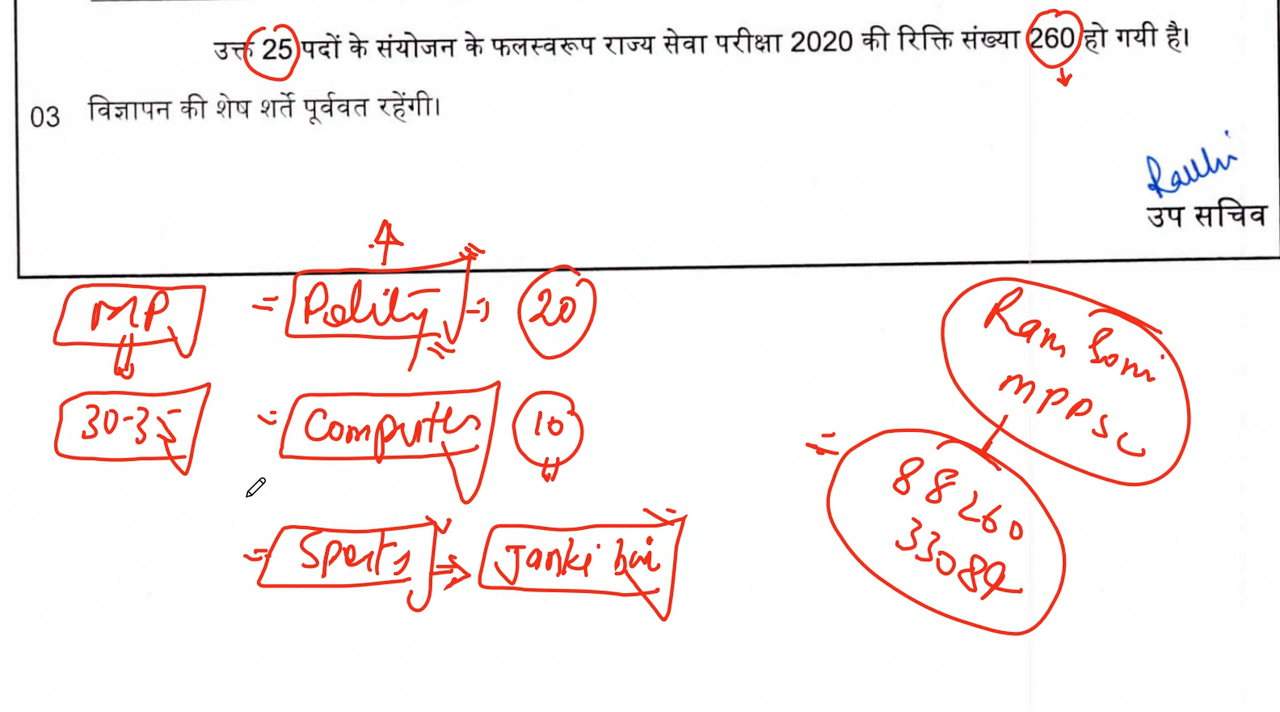 उक्त 25 पदों के संयोजन के फलस्वरूप राज्य सेवा परीक्षा 2020 की रिक्ति संख्या 260 हो गयी है।
03 विज्ञापन की शेष शर्ते पूर्ववत रहेंगी।
उप सचिव
4
MP = Polity → 20
30-35 = Computer 10
= Sports → Janki bai
Ram Soni
MPPSC
= 88260
33089